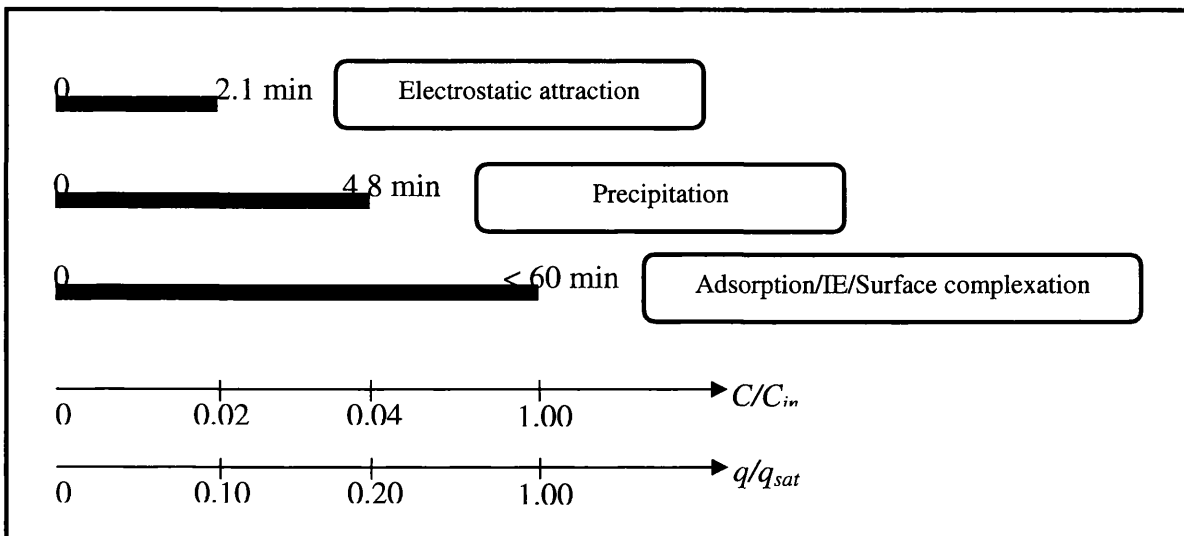 0 2.1 min Electrostatic attraction
0 4.8 min Precipitation
0 < 60 min Adsorption/IE/Surface complexation
C/Cin
0 0.02 0.04 1.00
q/qsat
0 0.10 0.20 1.00